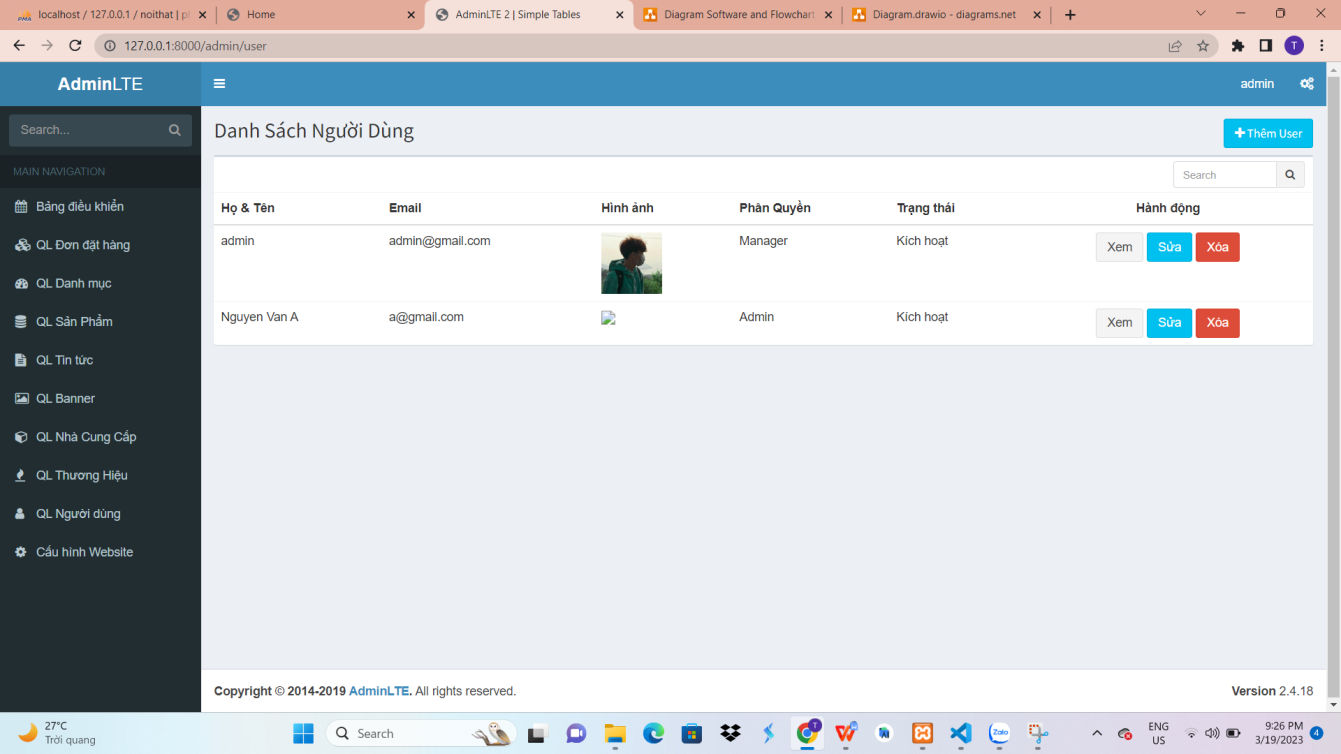 localhost / 127.0.0.1 / noithat | pl
Home
AdminLTE 2 | Simple Tables
Diagram Software and Flowchart
Diagram.drawio - diagrams.net
127.0.0.1:8000/admin/user
T
AdminLTE
admin
Search...
MAIN NAVIGATION
Bảng điều khiển
QL Đơn đặt hàng
QL Danh mục
QL Sản Phẩm
QL Tin tức
QL Banner
QL Nhà Cung Cấp
QL Thương Hiệu
QL Người dùng
Cấu hình Website
Danh Sách Người Dùng
Thêm User
Search
Họ & Tên Email Hình ảnh Phân Quyền Trạng thái Hành động
admin admin@gmail.com Manager Kích hoạt Xem Sửa Xóa
Nguyen Van A a@gmail.com Admin Kích hoạt Xem Sửa Xóa
Copyright © 2014-2019 AdminLTE. All rights reserved.
Version 2.4.18
27°C
Trời quang
Search
Zalo
ENG
US
9:26 PM
3/19/2023
4